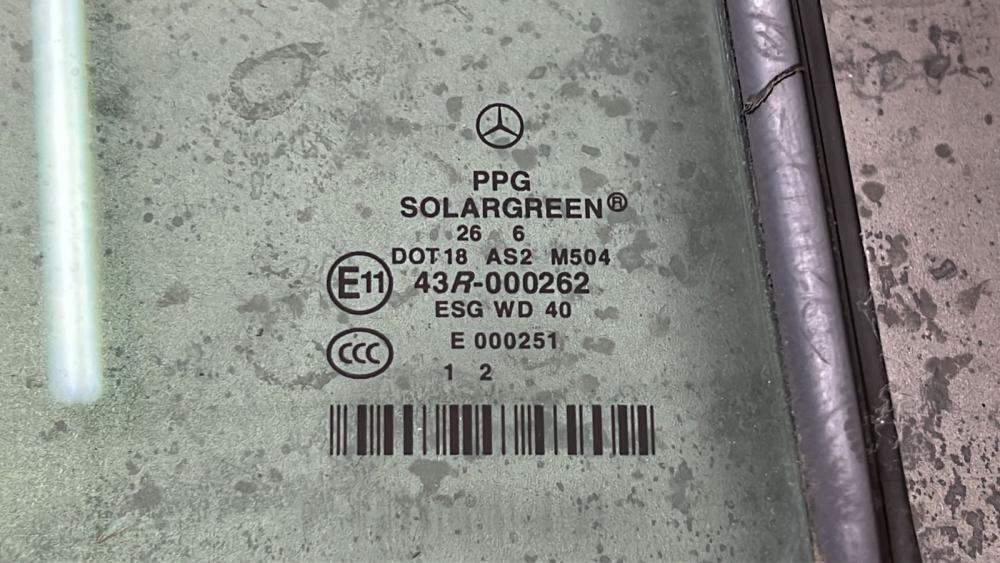 PPG
SOLARGREEN®
26 6
DOT18 AS2 M504
E11 43R-000262
ESG WD 40
CCC E 000251
1 2